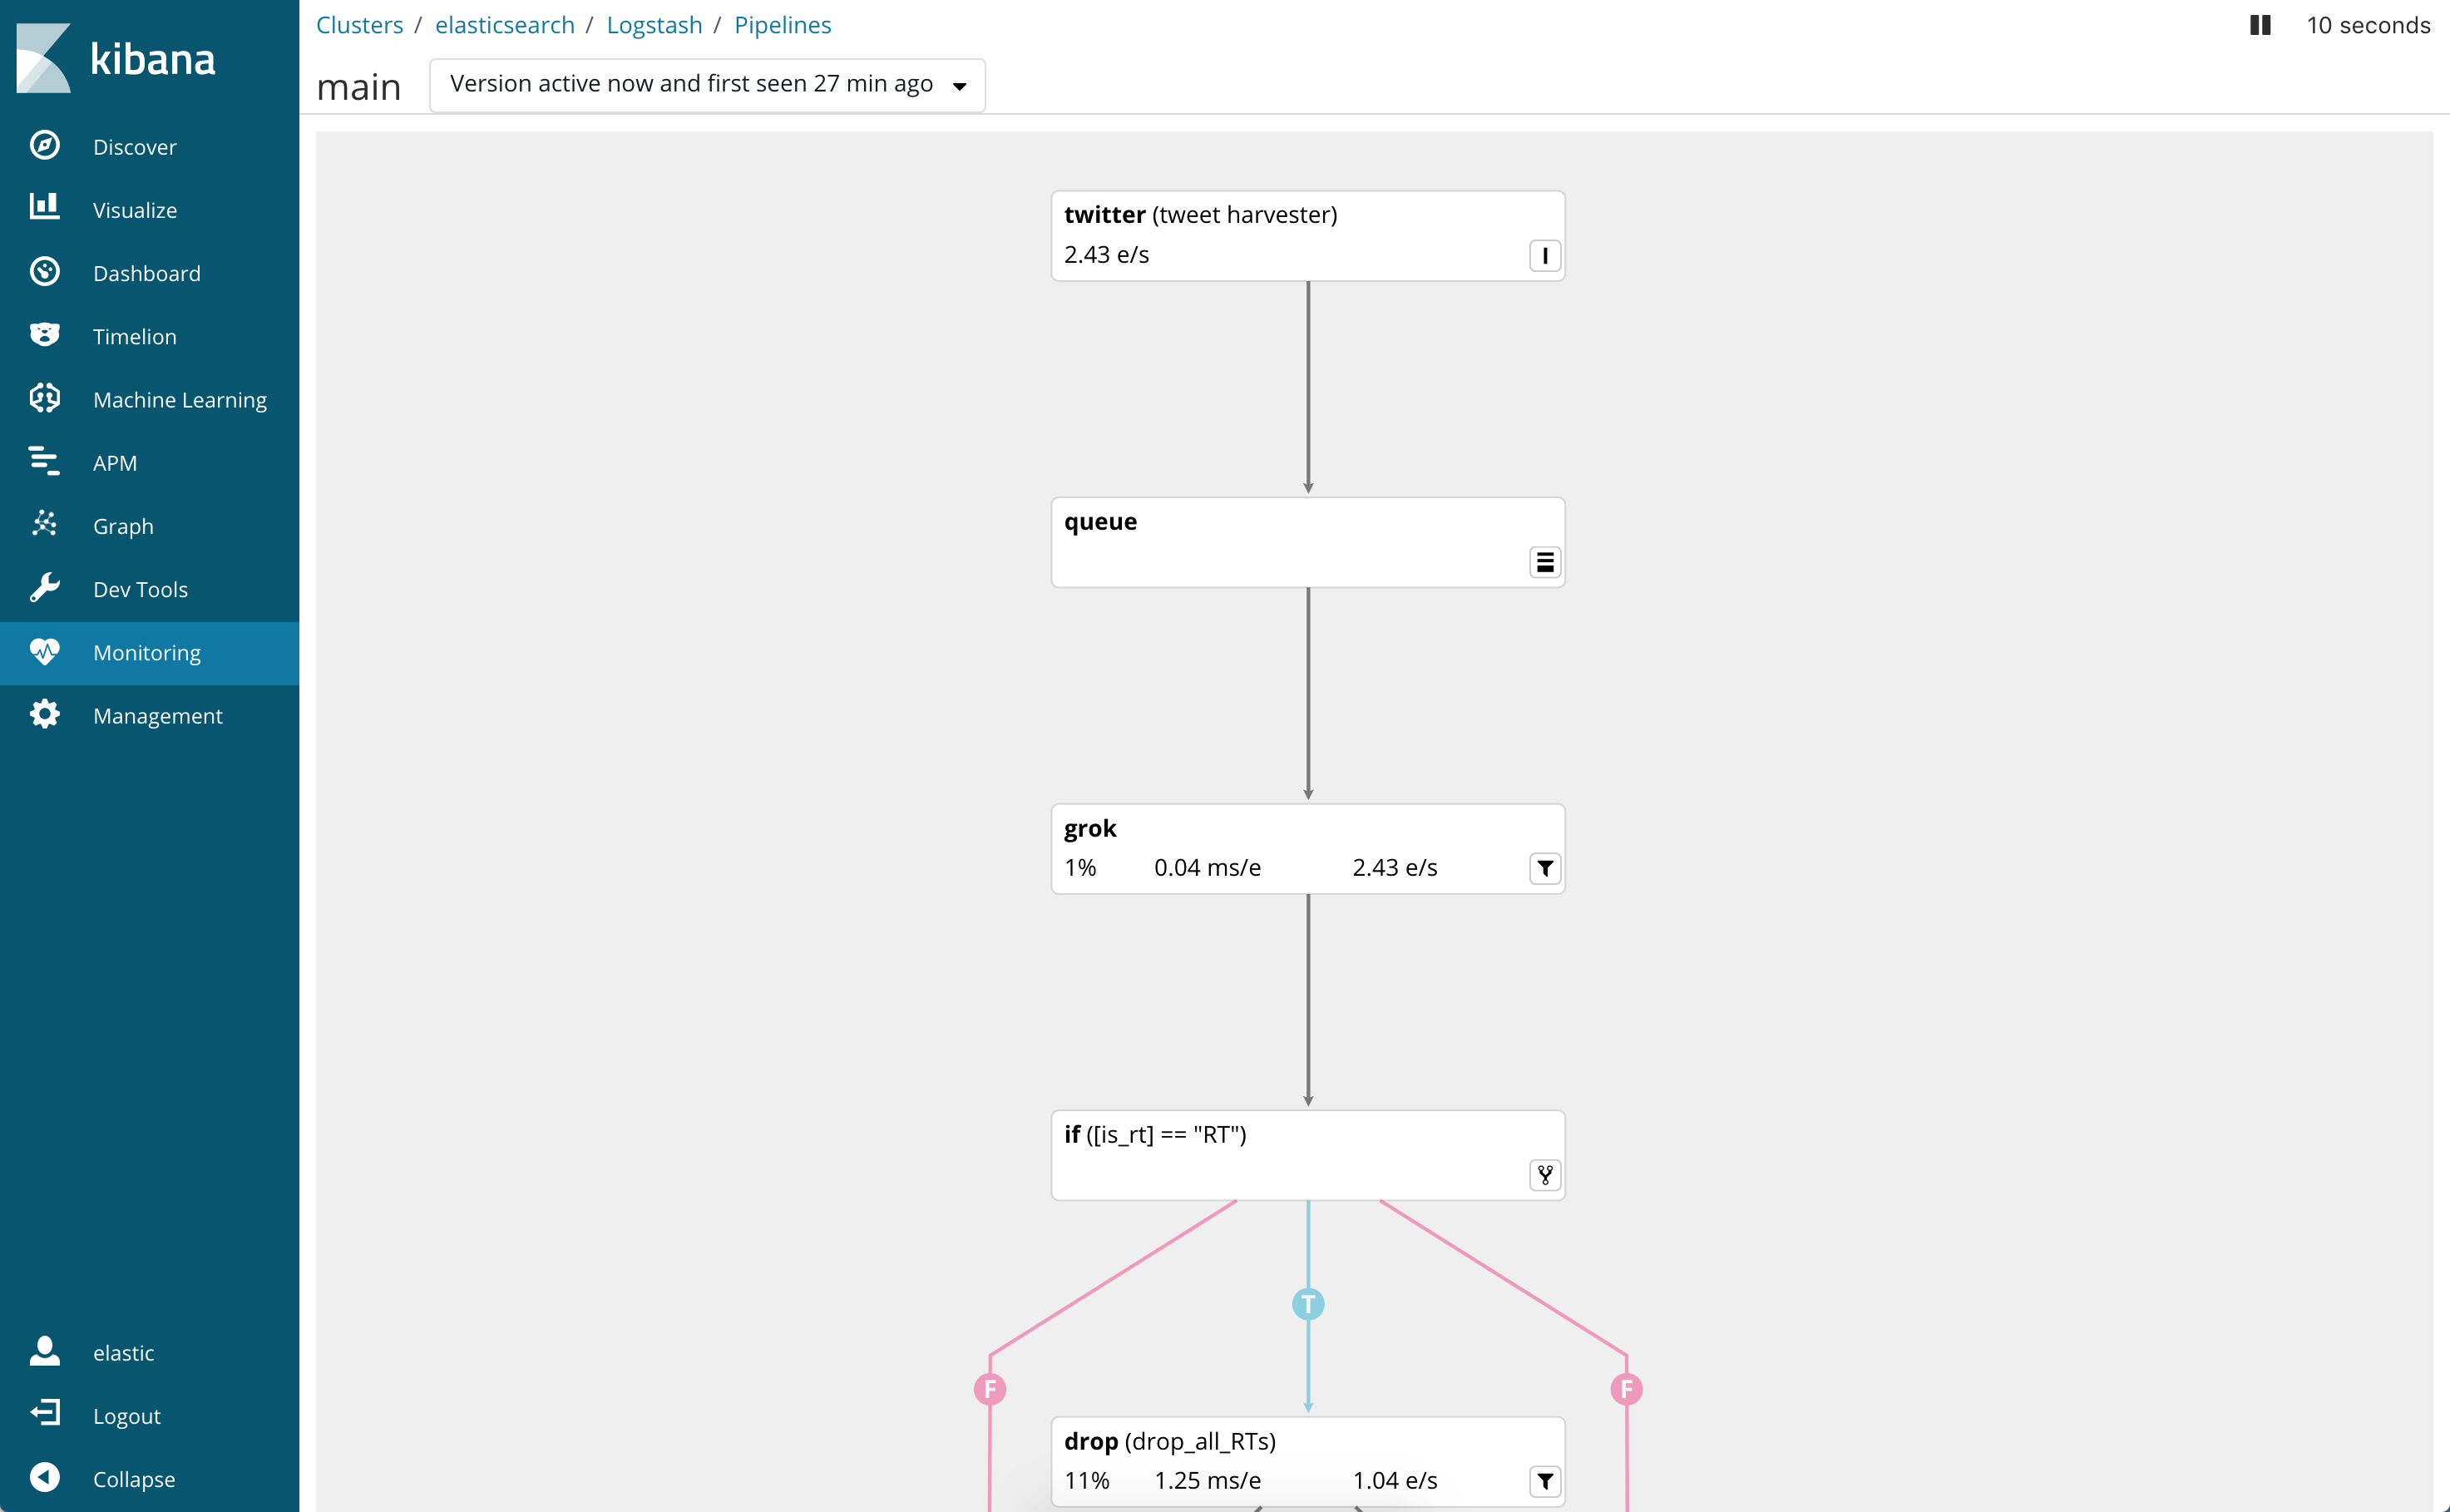 kibana
Discover
Visualize
Dashboard
Timelion
Machine Learning
APM
Graph
Dev Tools
Monitoring
Management
elastic
Logout
Collapse
Clusters / elasticsearch / Logstash / Pipelines
10 seconds
main Version active now and first seen 27 min ago
twitter (tweet harvester)
2.43 e/s
I
queue
grok
1% 0.04 ms/e 2.43 e/s
if ([is_rt] == "RT")
T
F F
drop (drop_all_RTs)
11% 1.25 ms/e 1.04 e/s